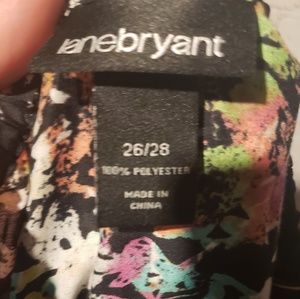 lanebryant
26/28
100% POLYESTER
MADE IN
CHINA